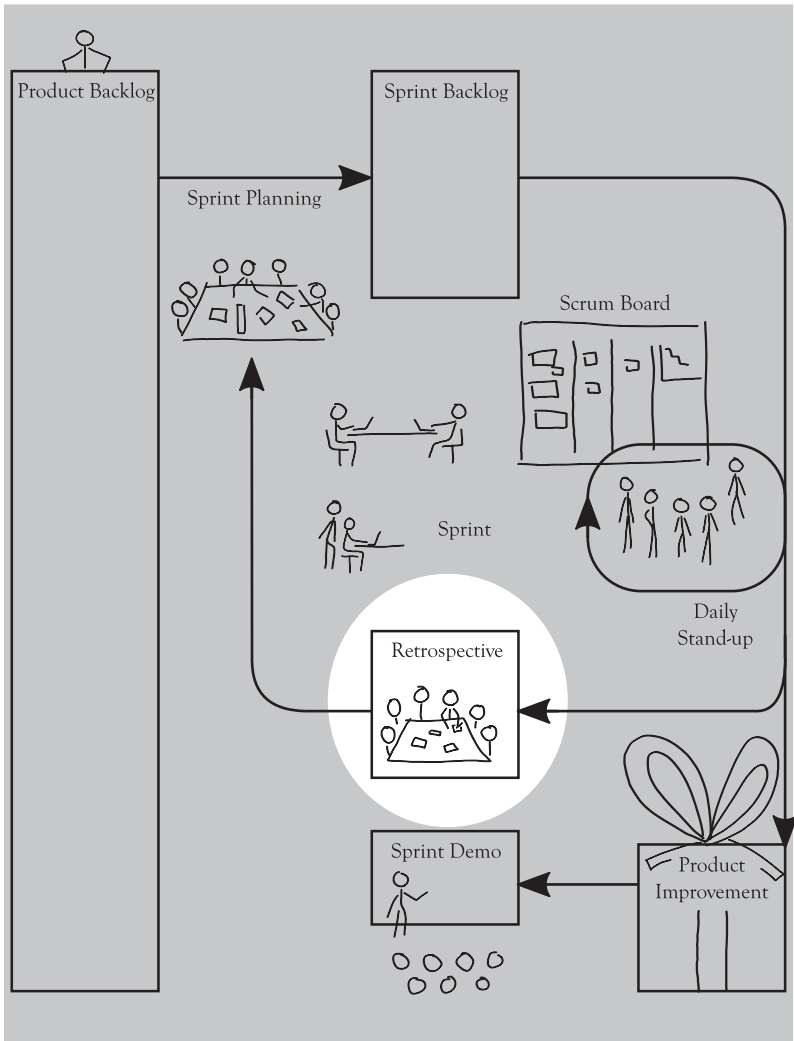 Product Backlog
Sprint Backlog
Sprint Planning
Scrum Board
Sprint
Daily
Stand-up
Retrospective
Sprint Demo
Product
Improvement